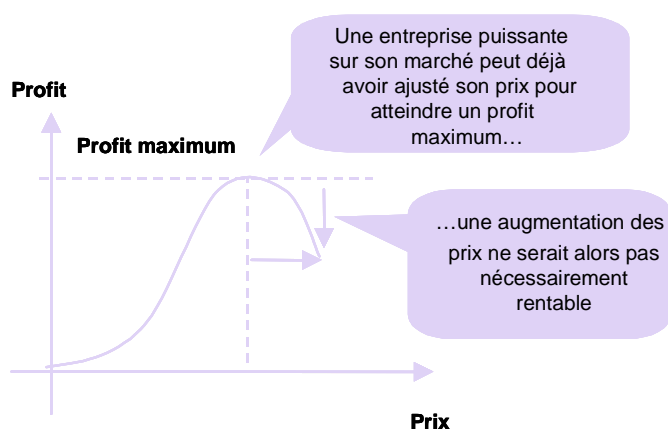 Une entreprise puissante
sur son marché peut déjà
avoir ajusté son prix pour
atteindre un profit
maximum…
Profit
Profit maximum
…une augmentation des
prix ne serait alors pas
nécessairement
rentable
Prix